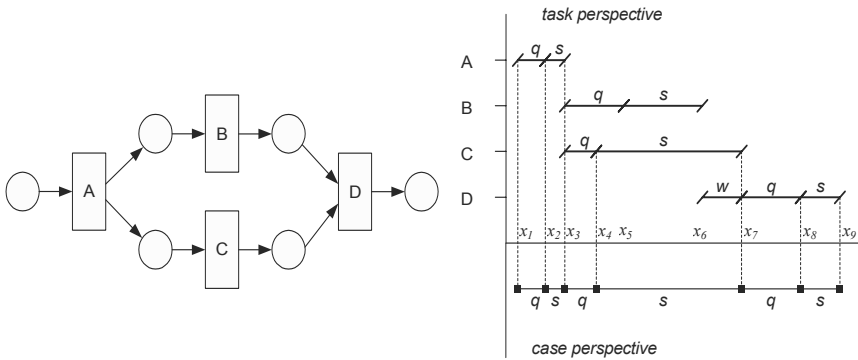 task perspective
A q s
B q s
C q s
D w q s
x1 x2 x3 x4 x5 x6 x7 x8 x9
q s q s q s
case perspective
A
B
C
D